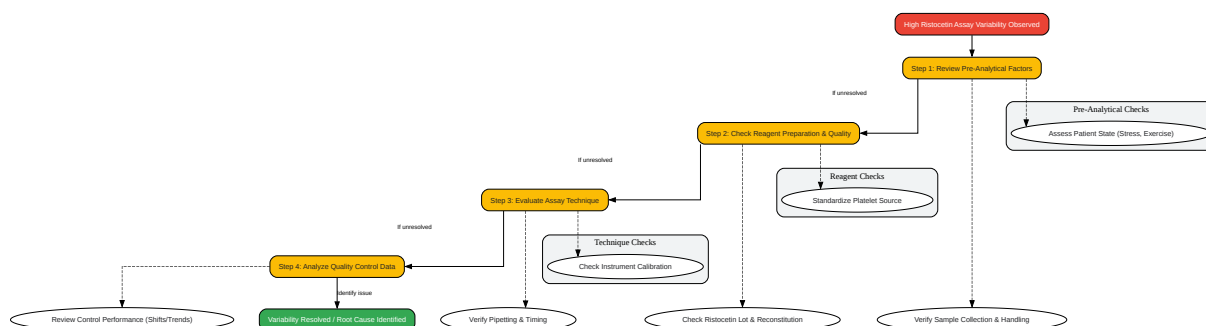 High Ristocetin Assay Variability Observed
Step 1: Review Pre-Analytical Factors
If unresolved
Pre-Analytical Checks
Assess Patient State (Stress, Exercise)
Step 2: Check Reagent Preparation & Quality
If unresolved
Reagent Checks
Standardize Platelet Source
Step 3: Evaluate Assay Technique
If unresolved
Technique Checks
Check Instrument Calibration
Step 4: Analyze Quality Control Data
Identify issue
Review Control Performance (Shifts/Trends)
Variability Resolved / Root Cause Identified
Verify Pipetting & Timing
Check Ristocetin Lot & Reconstitution
Verify Sample Collection & Handling